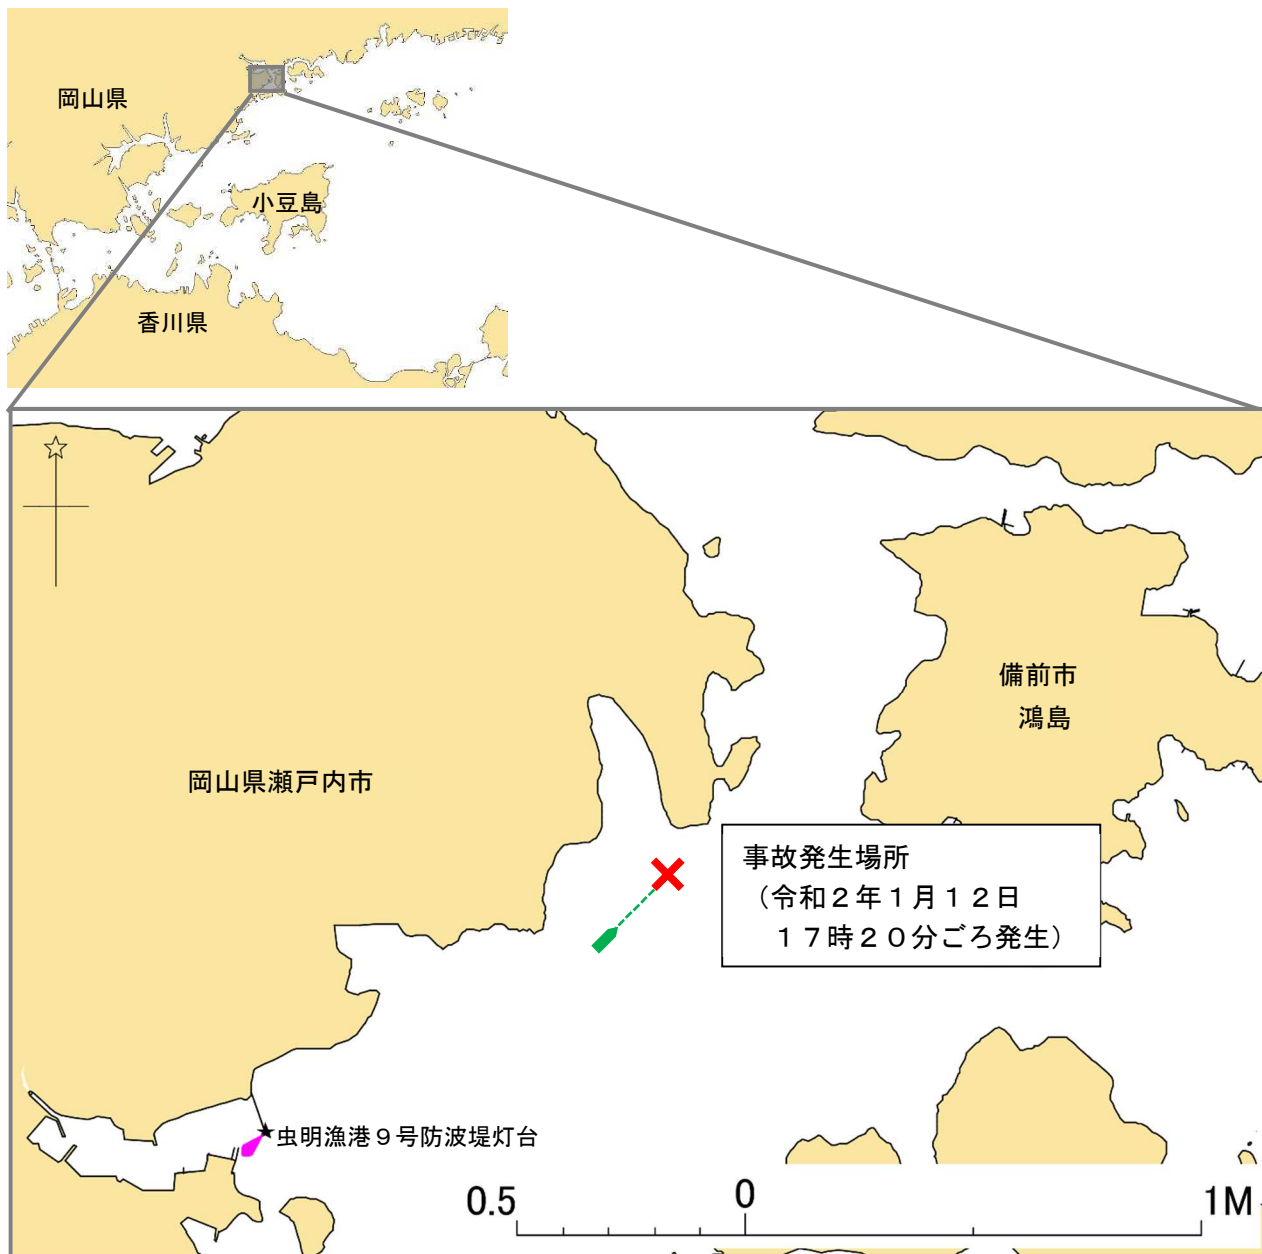 岡山県
小豆島
香川県
備前市
鴻島
岡山県瀬戸内市
事故発生場所
（令和２年１月１２日
１７時２０分ごろ発生）
虫明漁港９号防波堤灯台
0.5 0 1M